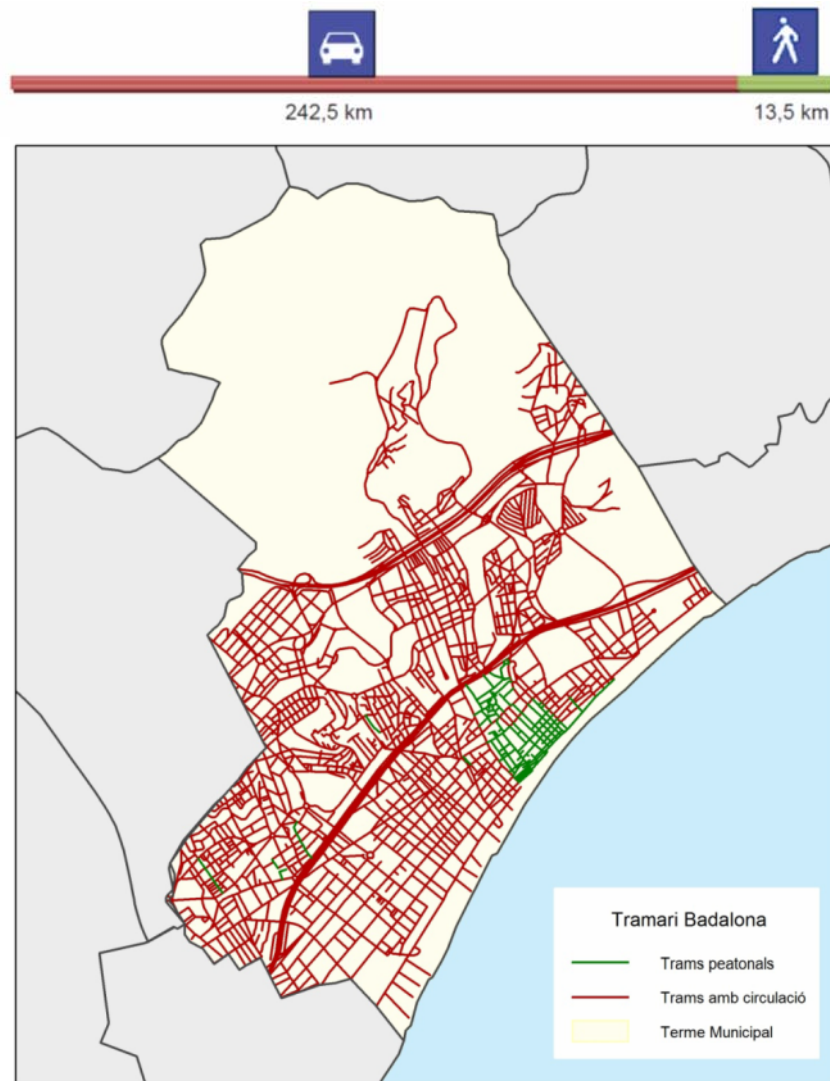 242,5 km
13,5 km
Tramari Badalona
Trams peatonals
Trams amb circulació
Terme Municipal